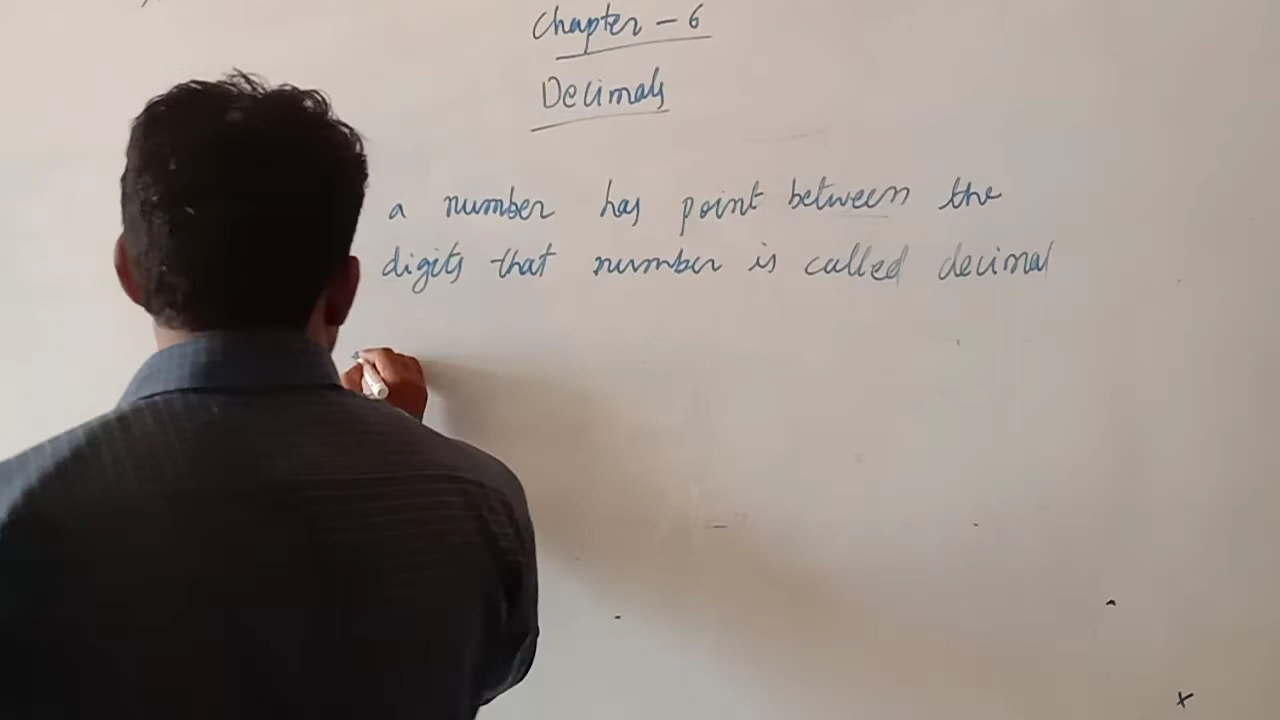 Chapter - 6
Decimals
a number has point between the
digits that number is called decimal